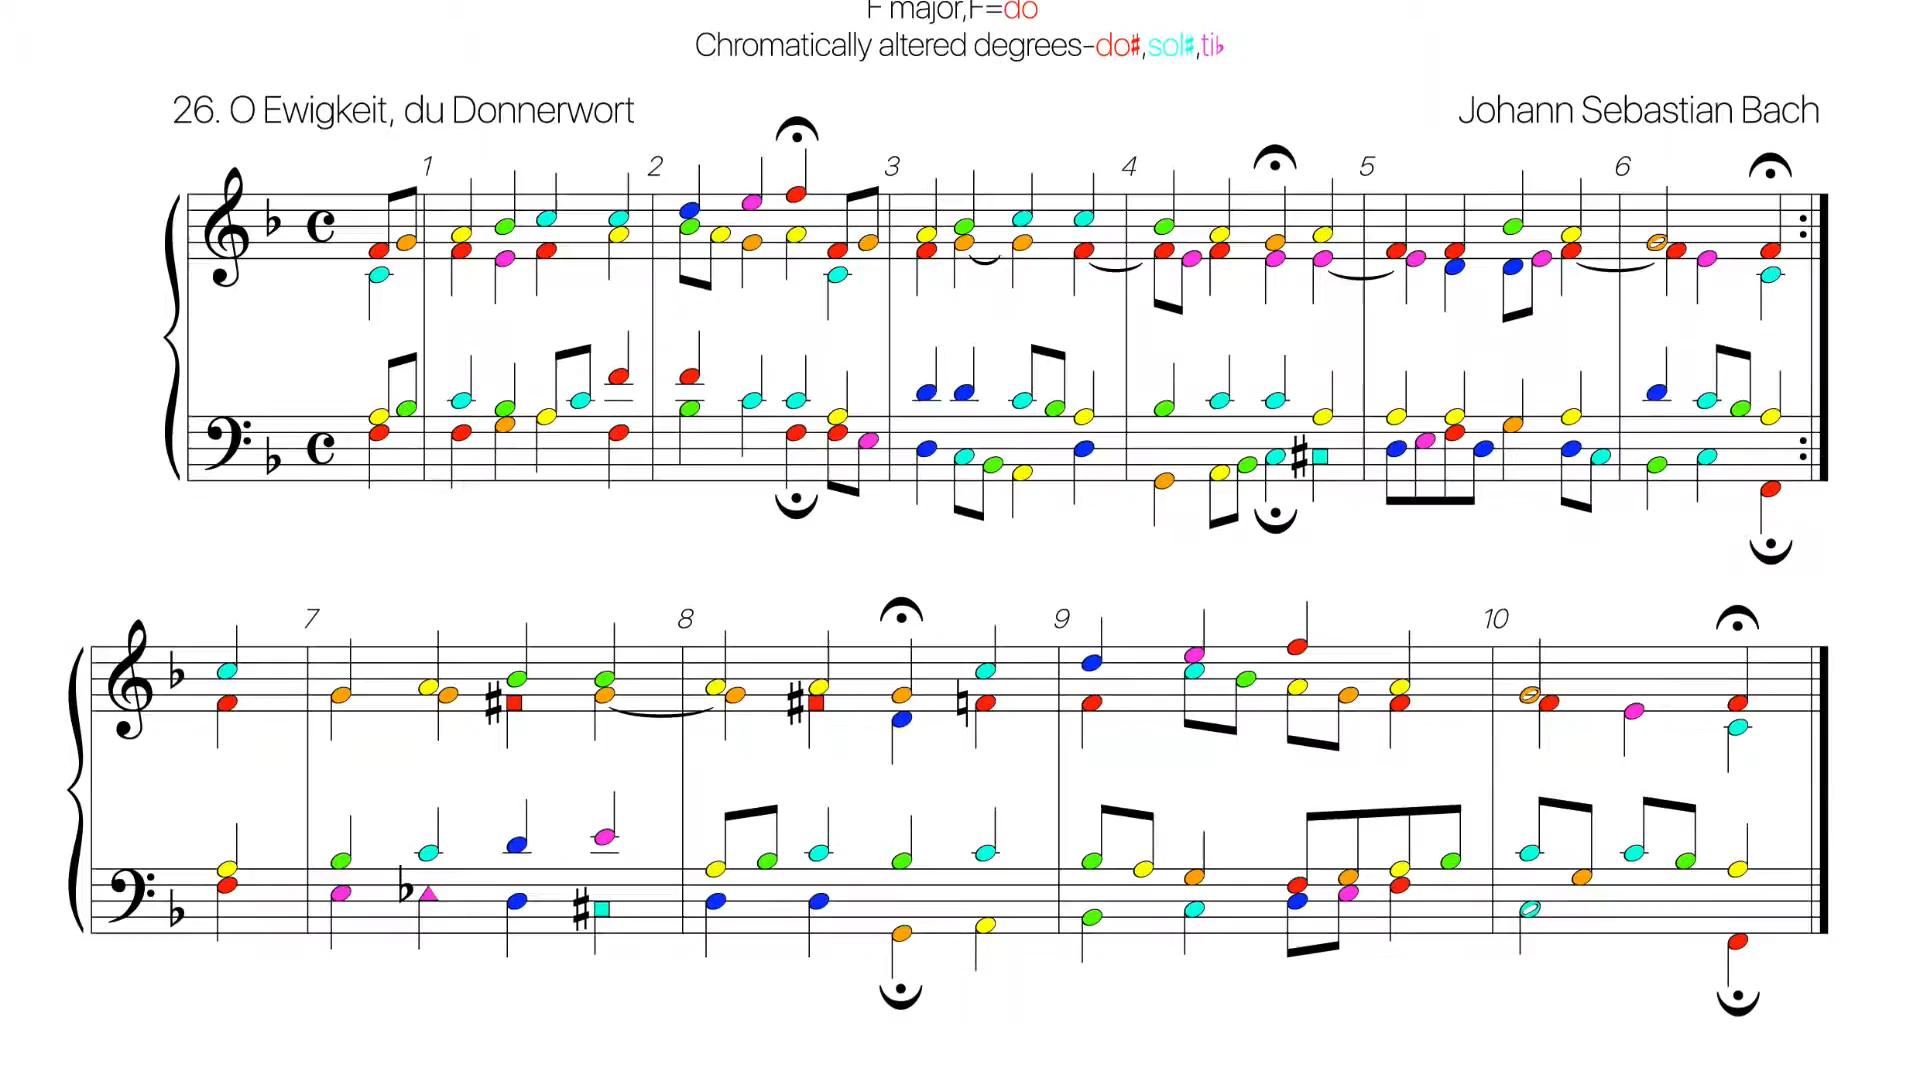 F major,F=do
Chromatically altered degrees-do♯,sol♯,ti♭
26. O Ewigkeit, du Donnerwort
Johann Sebastian Bach
1 2 3 4 5 6
7 8 9 10